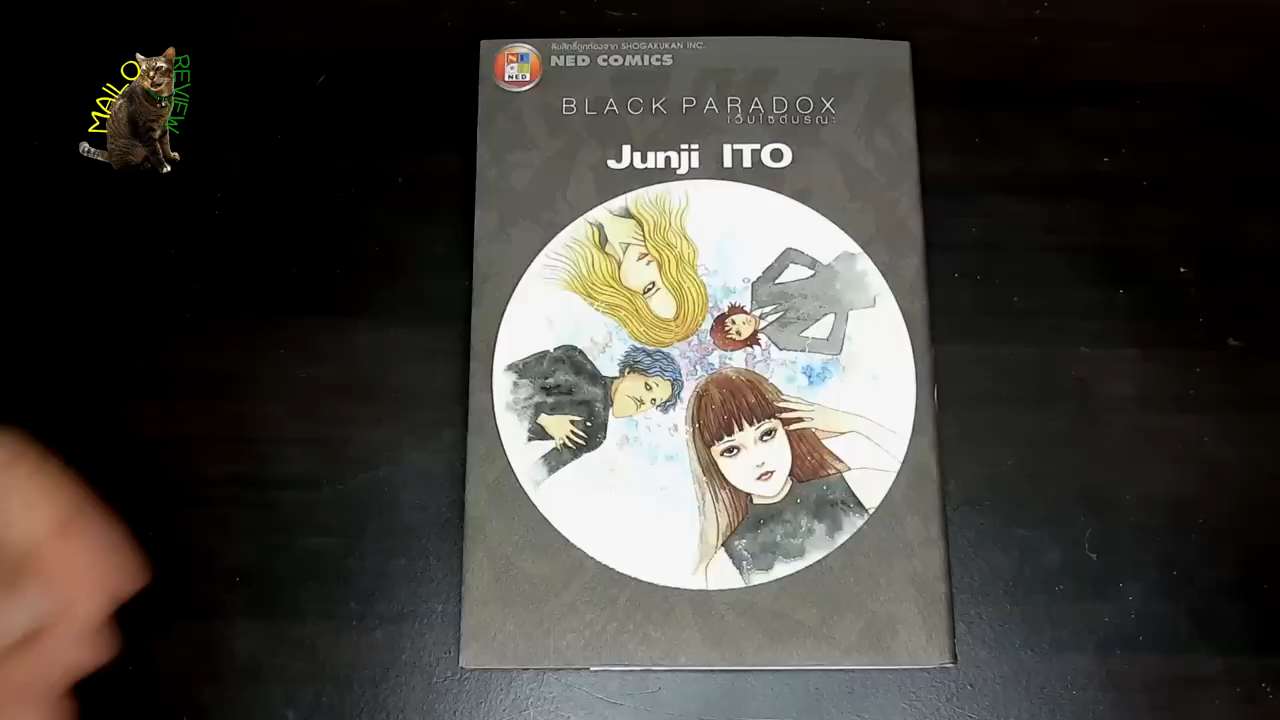 MAILO
REVIEW
ลิขสิทธิ์ถูกต้องจาก SHOGAKUKAN INC.
NED COMICS
NED
BLACK PARADOX
เว็บไซต์มรณะ
Junji ITO